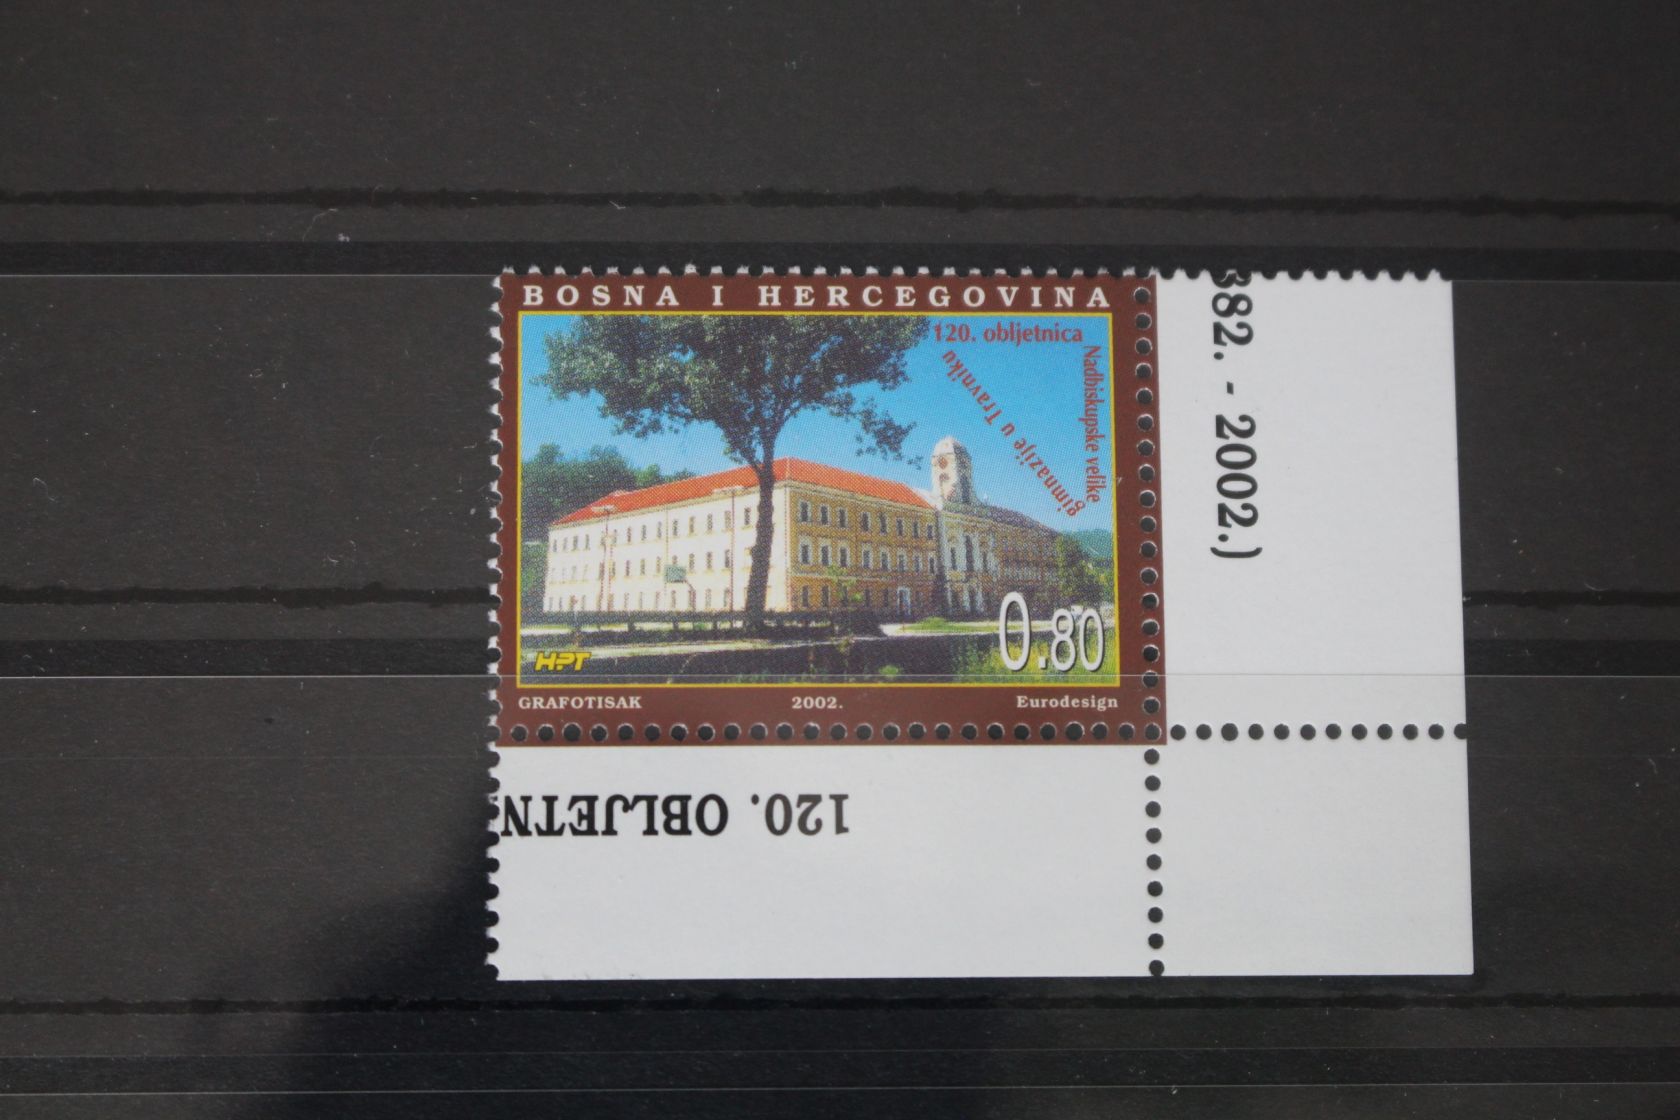 BOSNA I HERCEGOVINA
120. obljetnica
Nadbiskupske velike
gimnazije u Travniku
0.80
HPT
GRAFOTISAK 2002. Eurodesign
82. - 2002.)
120. OBLJETN